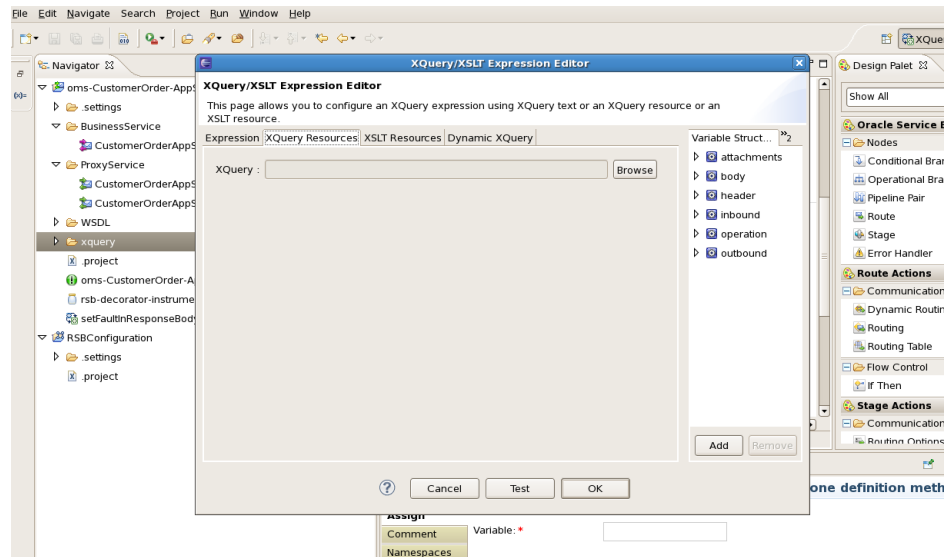 File Edit Navigate Search Project Run Window Help
XQue
Navigator
oms-CustomerOrder-AppS
.settings
BusinessService
CustomerOrderAppS
ProxyService
CustomerOrderAppS
CustomerOrderAppS
WSDL
xquery
.project
oms-CustomerOrder-A
rsb-decorator-instrume
setFaultInResponseBody
RSBConfiguration
.settings
.project
XQuery/XSLT Expression Editor
XQuery/XSLT Expression Editor
This page allows you to configure an XQuery expression using XQuery text or an XQuery resource or an
XSLT resource.
Expression XQuery Resources XSLT Resources Dynamic XQuery
XQuery : Browse
Variable Struct... »2
attachments
body
header
inbound
operation
outbound
Add Remove
? Cancel Test OK
Design Palet
Show All
Oracle Service B
Nodes
Conditional Bran
Operational Bra
Pipeline Pair
Route
Stage
Error Handler
Route Actions
Communication
Dynamic Routin
Routing
Routing Table
Flow Control
If Then
Stage Actions
Communication
Routing Options
one definition meth
Assign
Comment
Namespaces
Variable: *